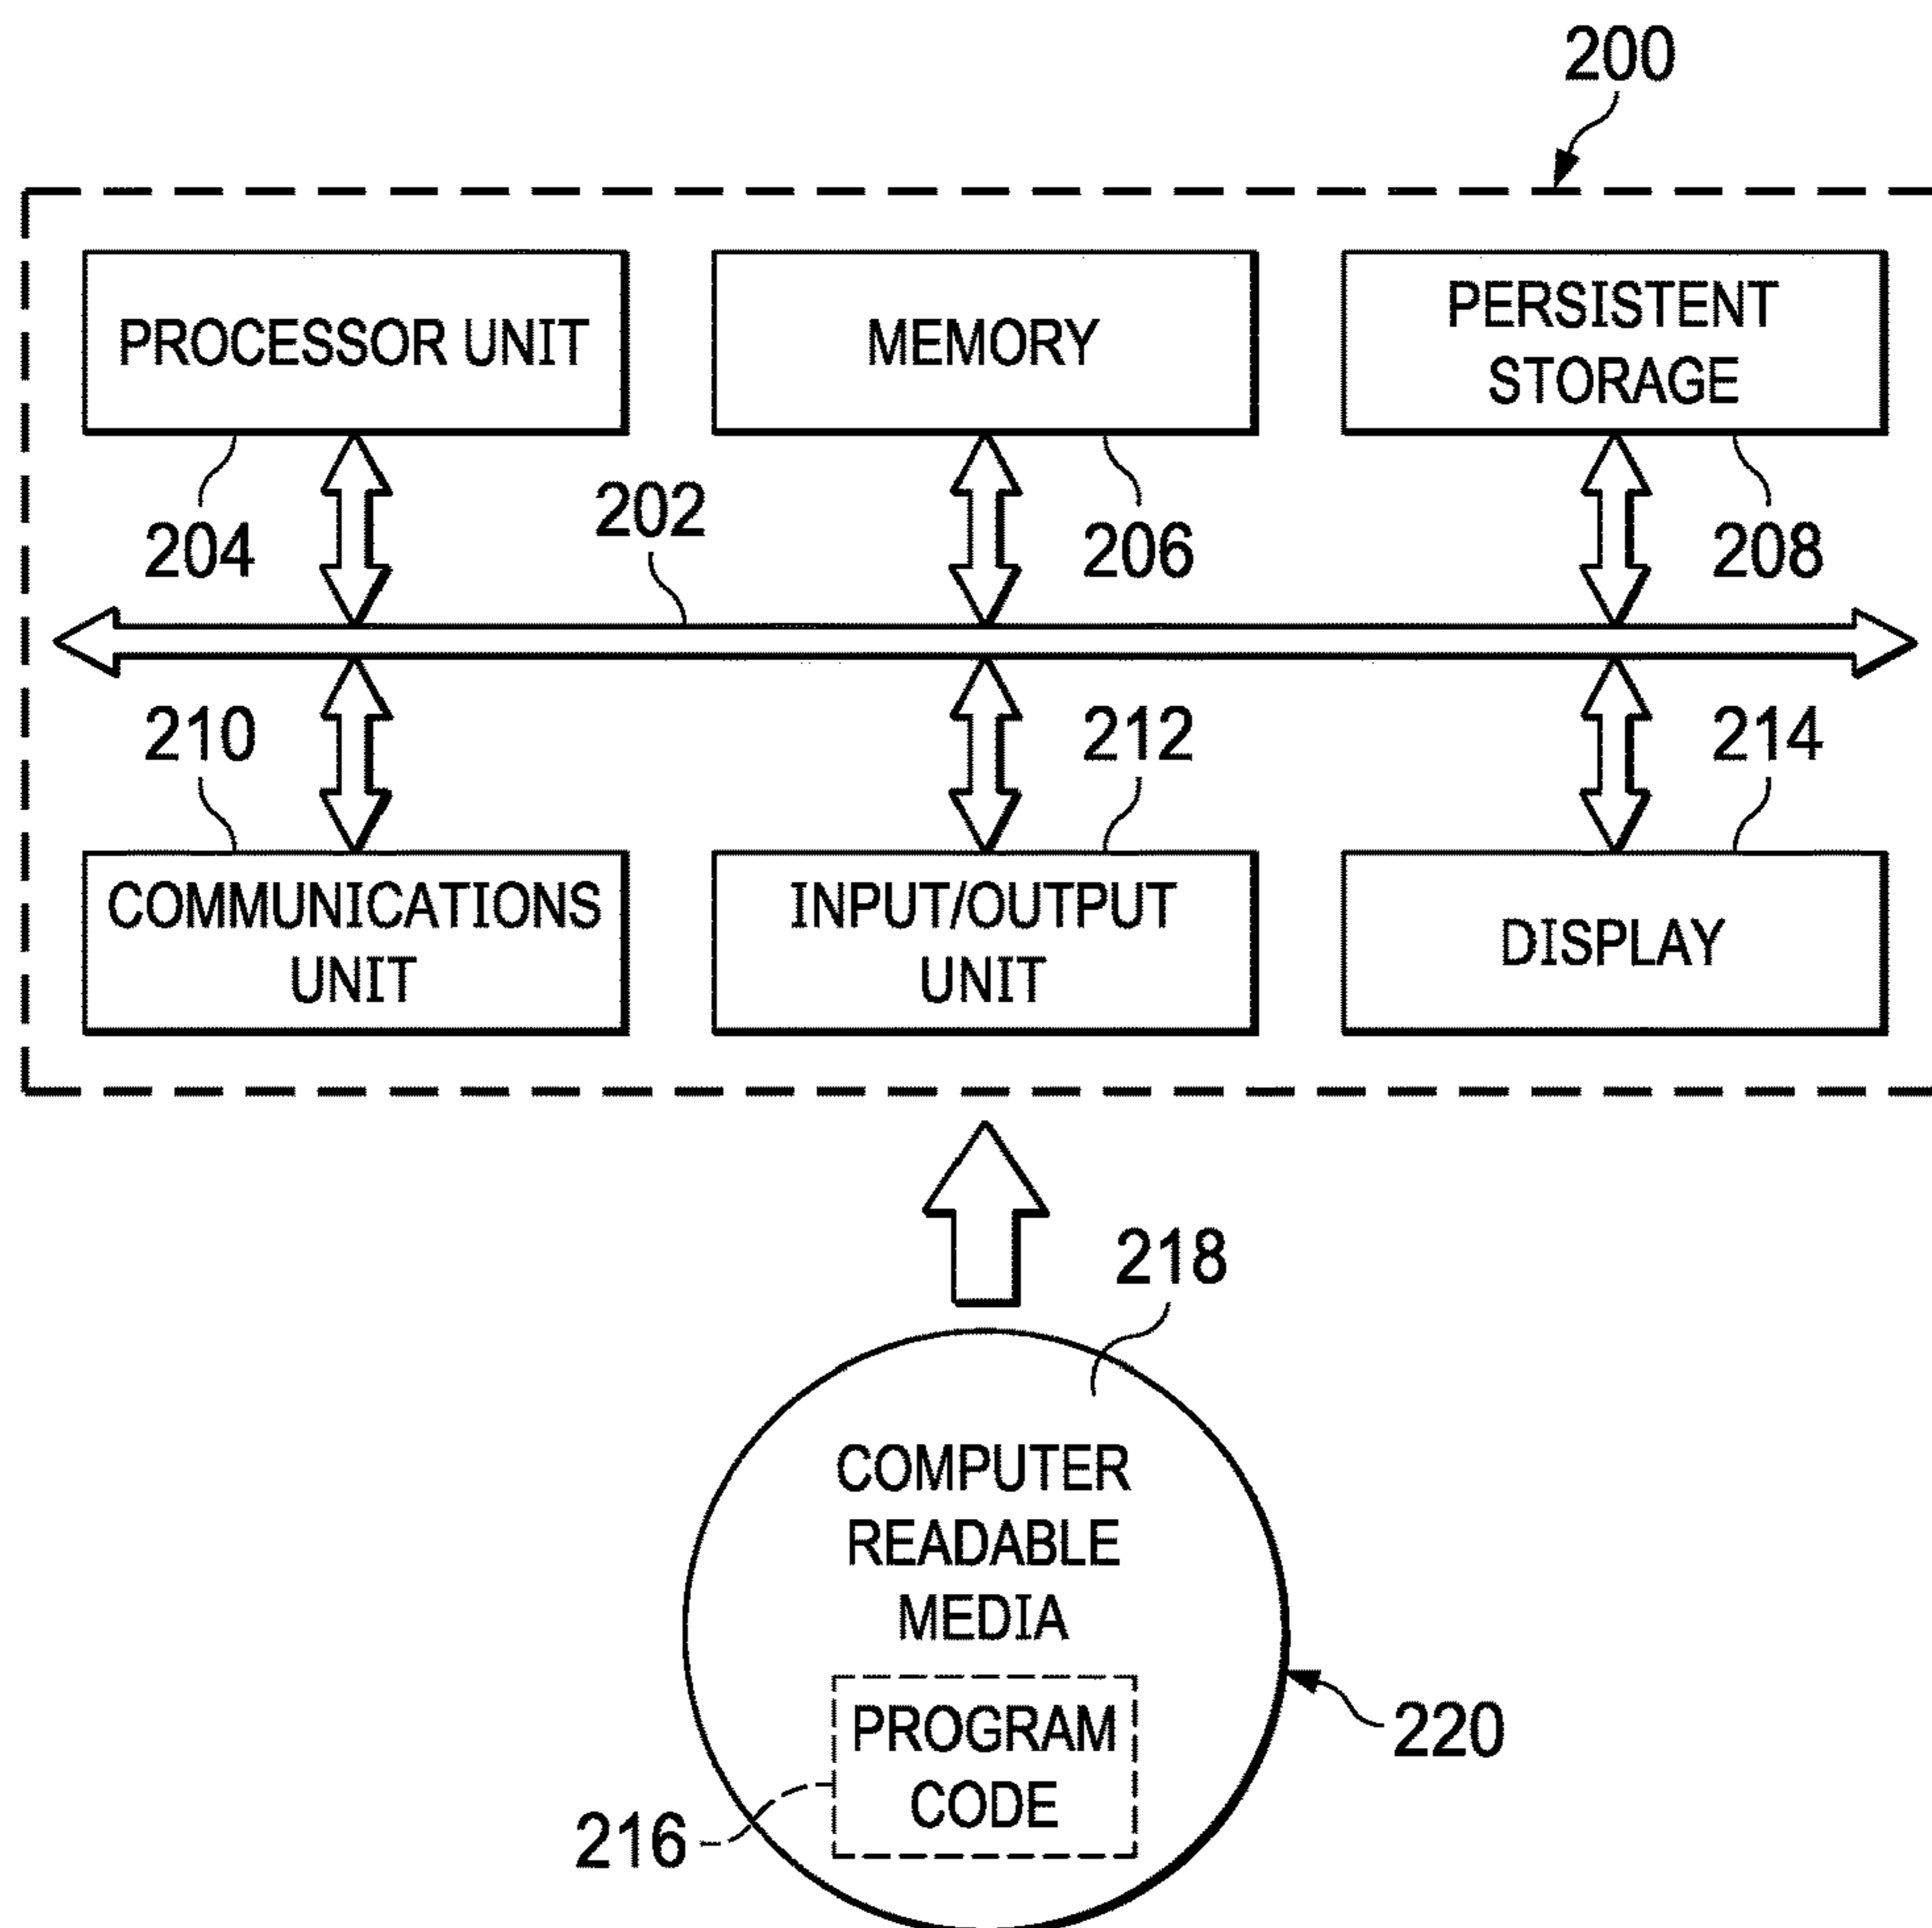 200
PROCESSOR UNIT
MEMORY
PERSISTENT
STORAGE
204
202
206
208
210
212
214
COMMUNICATIONS
UNIT
INPUT/OUTPUT
UNIT
DISPLAY
218
COMPUTER
READABLE
MEDIA
PROGRAM
CODE
220
216